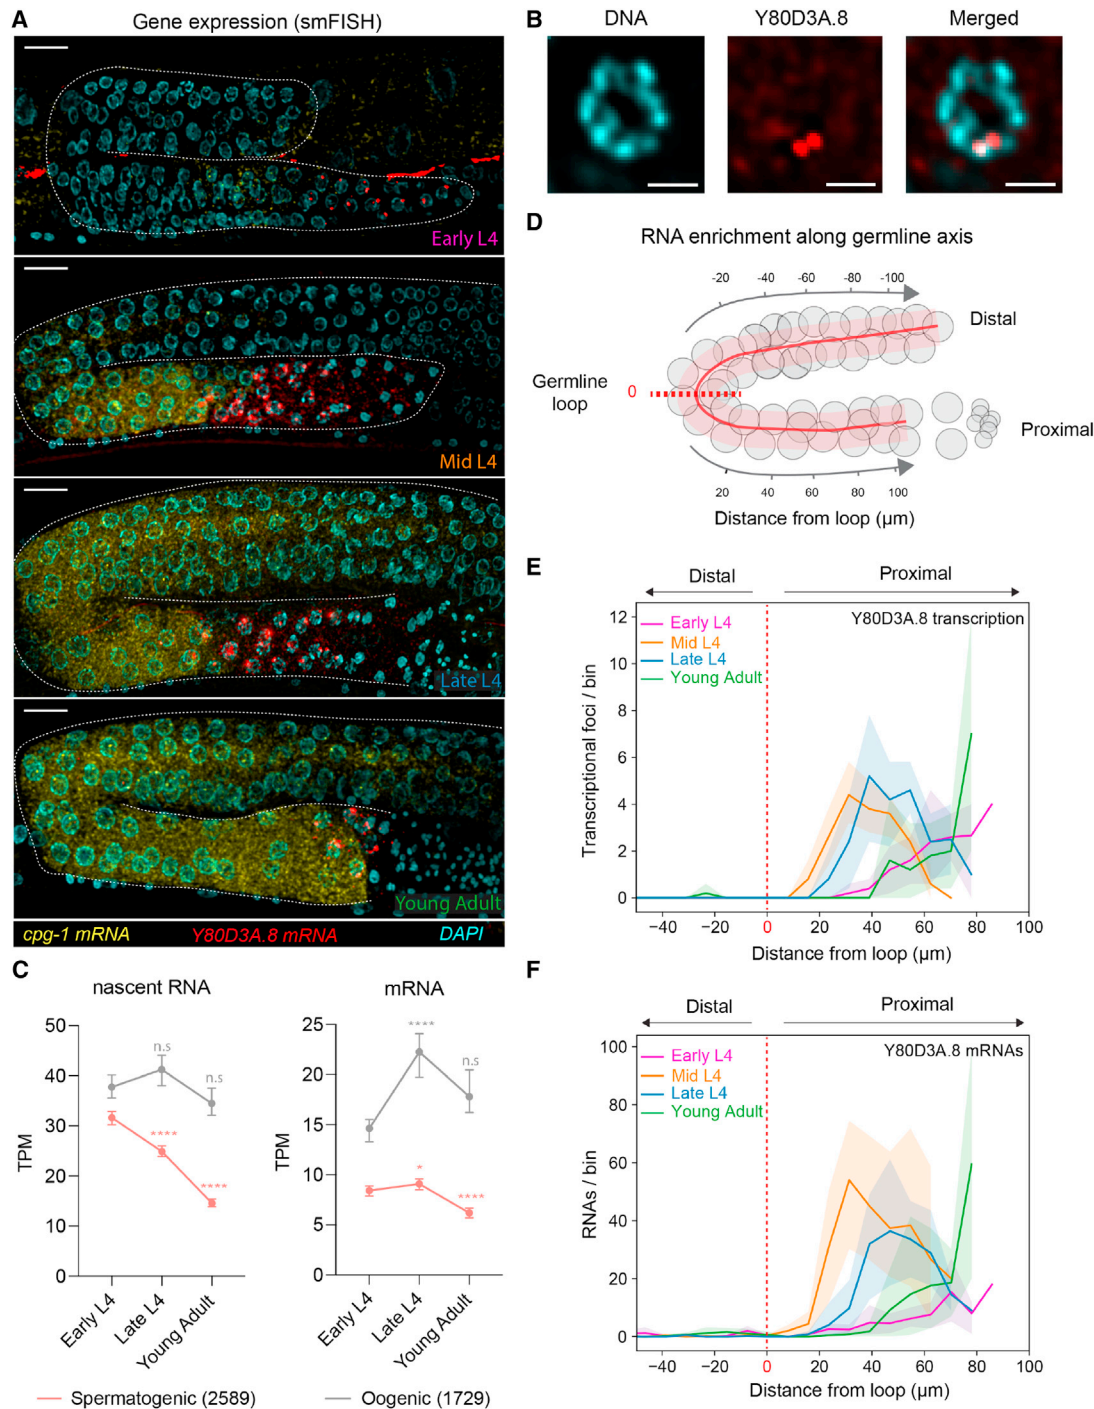 A
Gene expression (smFISH)
Early L4
Mid L4
Late L4
Young Adult
cpg-1 mRNA Y80D3A.8 mRNA DAPI
B
DNA Y80D3A.8 Merged
D
RNA enrichment along germline axis
-20 -40 -60 -80 -100
Distal
Germline
loop
0
Proximal
20 40 60 80 100
Distance from loop (µm)
C
nascent RNA
50
40
30
20
10
0
TPM
n.s
n.s
****
****
Early L4
Late L4
Young Adult
mRNA
25
20
15
10
5
0
TPM
****
n.s
*
****
Early L4
Late L4
Young Adult
Spermatogenic (2589) Oogenic (1729)
E
Distal Proximal
Y80D3A.8 transcription
Early L4
Mid L4
Late L4
Young Adult
12
10
8
6
4
2
0
Transcriptional foci / bin
−40 −20 0 20 40 60 80 100
Distance from loop (µm)
F
Distal Proximal
Y80D3A.8 mRNAs
Early L4
Mid L4
Late L4
Young Adult
100
80
60
40
20
0
RNAs / bin
−40 −20 0 20 40 60 80 100
Distance from loop (µm)